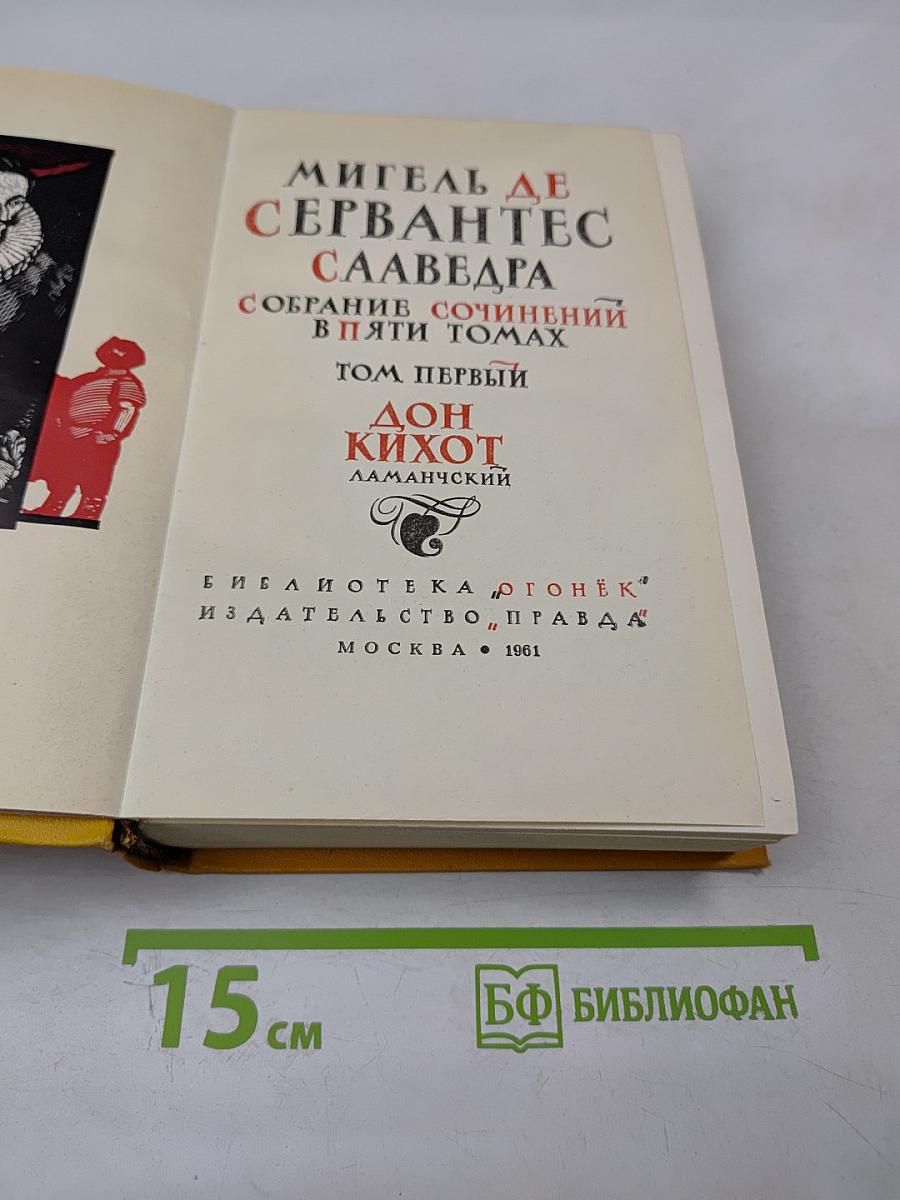 МИГЕЛЬ ДЕ
СЕРВАНТЕС
СААВЕДРА
СОБРАНИЕ СОЧИНЕНИЙ
В ПЯТИ ТОМАХ
ТОМ ПЕРВЫЙ
ДОН
КИХОТ
ЛАМАНЧСКИЙ
БИБЛИОТЕКА „ОГОНЁК"
ИЗДАТЕЛЬСТВО „ПРАВДА"
МОСКВА • 1961
15 см
БФ БИБЛИОФАН